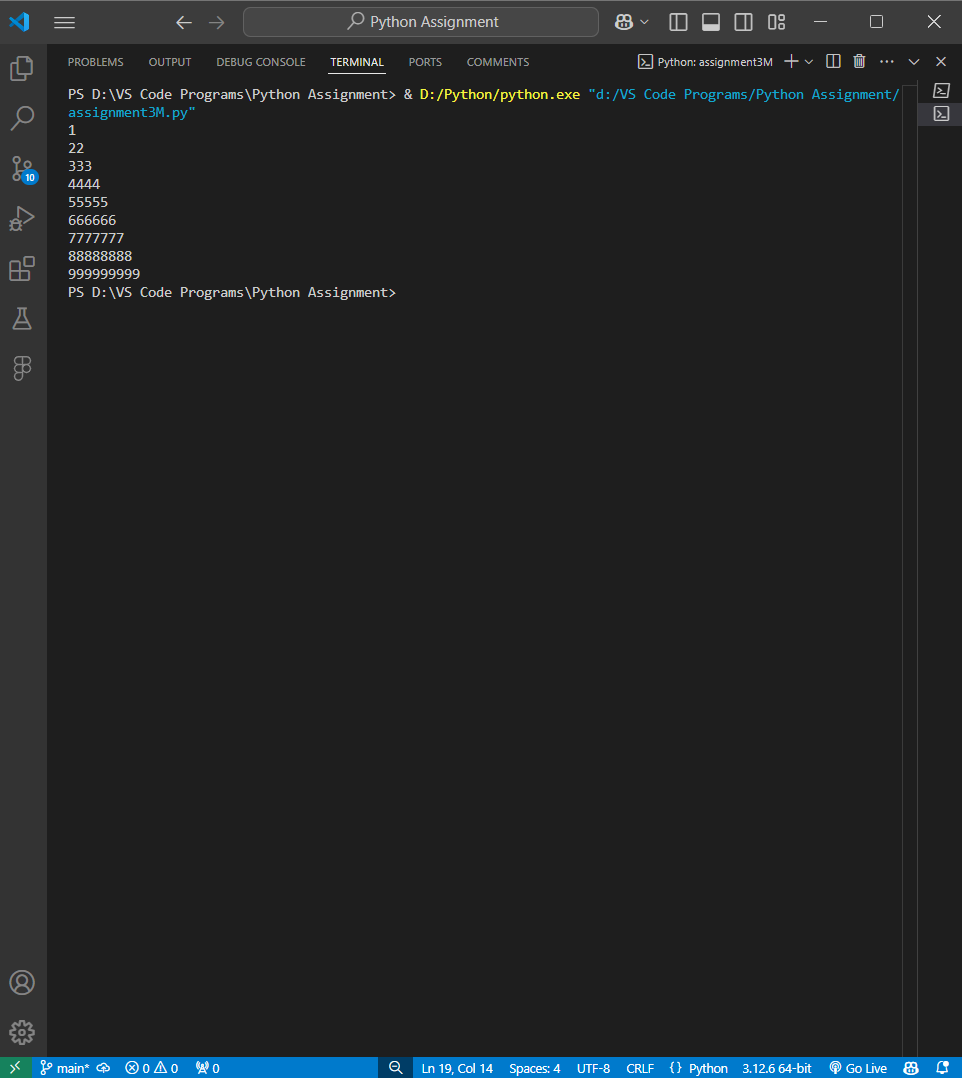 Python Assignment
PROBLEMS OUTPUT DEBUG CONSOLE TERMINAL PORTS COMMENTS Python: assignment3M
PS D:\VS Code Programs\Python Assignment> & D:/Python/python.exe "d:/VS Code Programs/Python Assignment/
assignment3M.py"
1
22
333
4444
55555
666666
7777777
88888888
999999999
PS D:\VS Code Programs\Python Assignment>
10
main* 0 0 0 Ln 19, Col 14 Spaces: 4 UTF-8 CRLF {} Python 3.12.6 64-bit Go Live